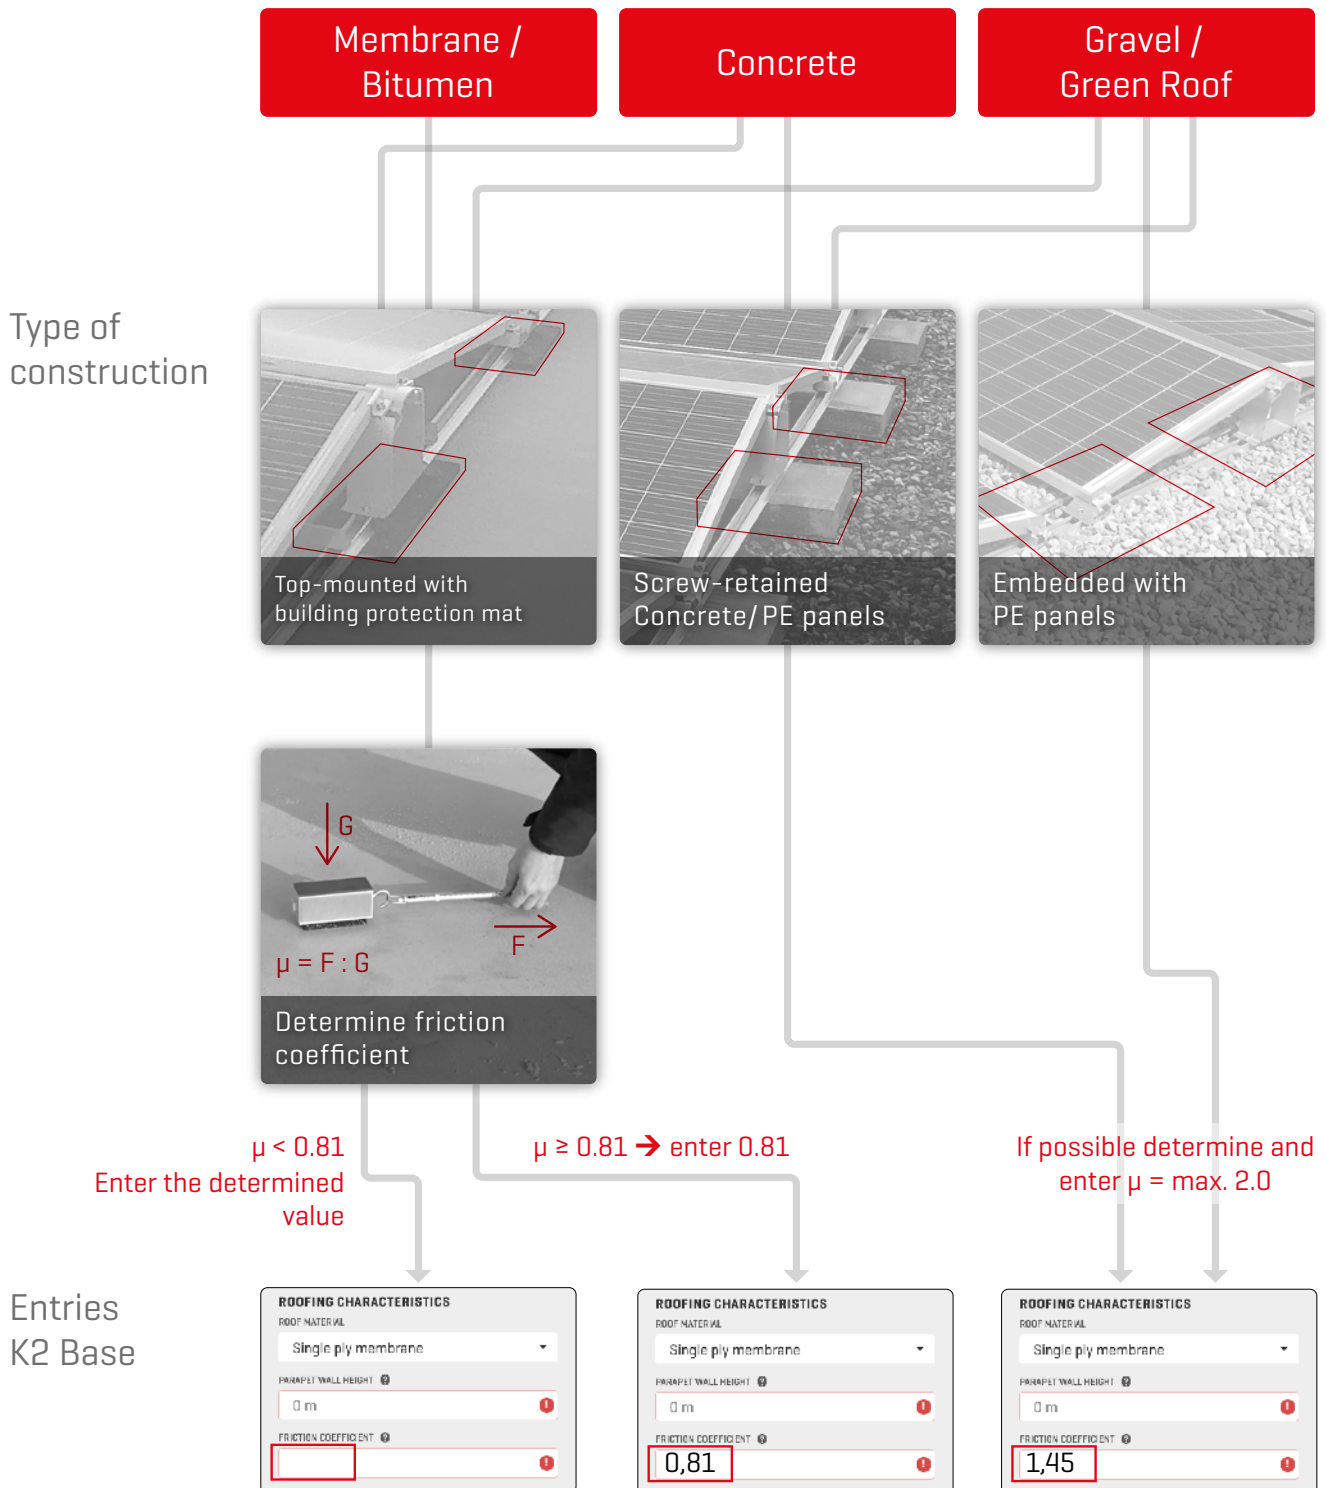 Membrane /
Bitumen
Concrete
Gravel /
Green Roof
Type of
construction
Top-mounted with
building protection mat
Screw-retained
Concrete/PE panels
Embedded with
PE panels
G
F
µ = F : G
Determine friction
coefficient
µ < 0.81
Enter the determined
value
µ ≥ 0.81 ➔ enter 0.81
If possible determine and
enter µ = max. 2.0
Entries
K2 Base
ROOFING CHARACTERISTICS
ROOF MATERIAL
Single ply membrane
PARAPET WALL HEIGHT
0 m
FRICTION COEFFICIENT
ROOFING CHARACTERISTICS
ROOF MATERIAL
Single ply membrane
PARAPET WALL HEIGHT
0 m
FRICTION COEFFICIENT
0,81
ROOFING CHARACTERISTICS
ROOF MATERIAL
Single ply membrane
PARAPET WALL HEIGHT
0 m
FRICTION COEFFICIENT
1,45